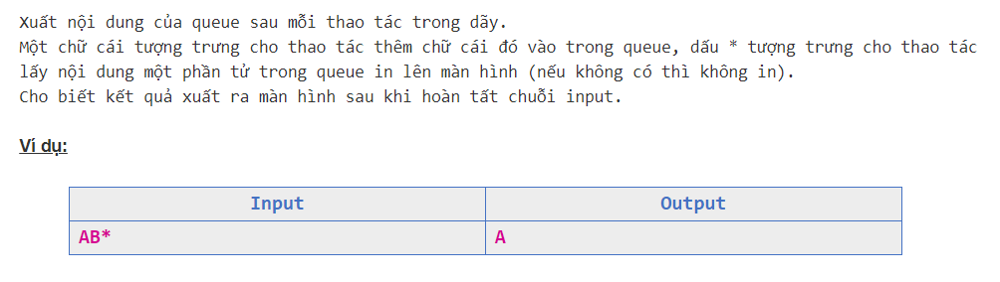 Xuất nội dung của queue sau mỗi thao tác trong dãy.
Một chữ cái tượng trưng cho thao tác thêm chữ cái đó vào trong queue, dấu * tượng trưng cho thao tác
lấy nội dung một phần tử trong queue in lên màn hình (nếu không có thì không in).
Cho biết kết quả xuất ra màn hình sau khi hoàn tất chuỗi input.
Ví dụ:
Input Output
AB* A